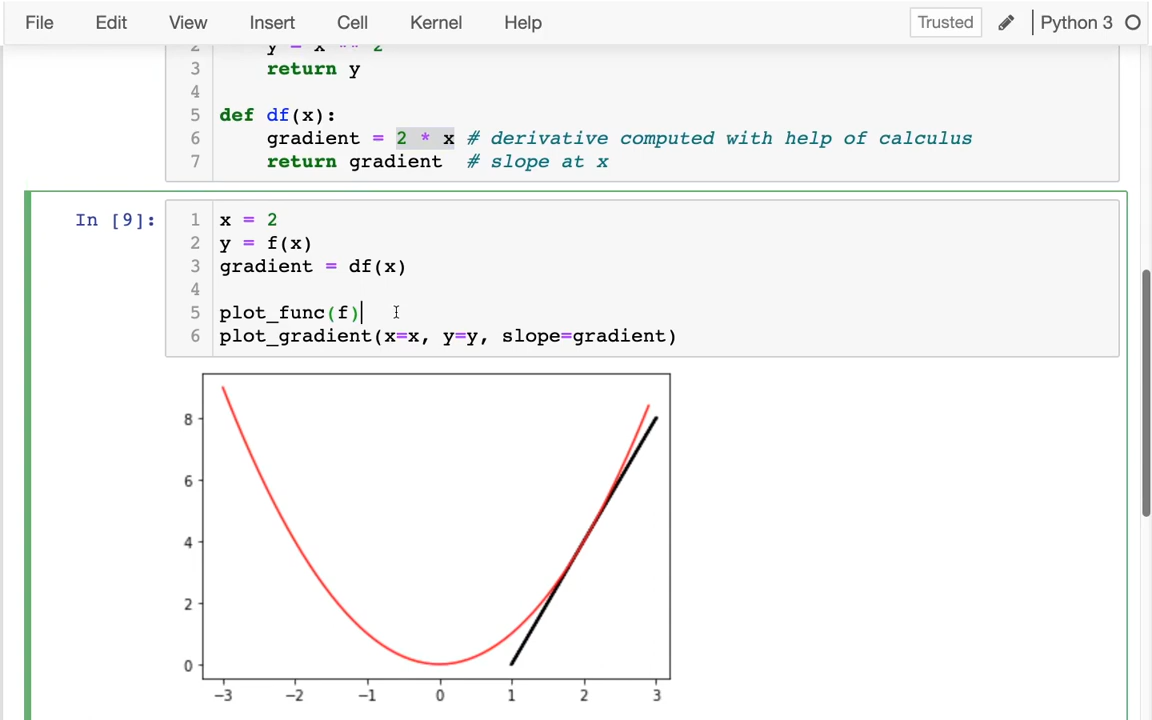 File Edit View Insert Cell Kernel Help Trusted Python 3
2 y = x ** 2
3 return y
4
5 def df(x):
6 gradient = 2 * x # derivative computed with help of calculus
7 return gradient # slope at x
In [9]: 1 x = 2
2 y = f(x)
3 gradient = df(x)
4
5 plot_func(f)
6 plot_gradient(x=x, y=y, slope=gradient)
8
6
4
2
0
−3 −2 −1 0 1 2 3